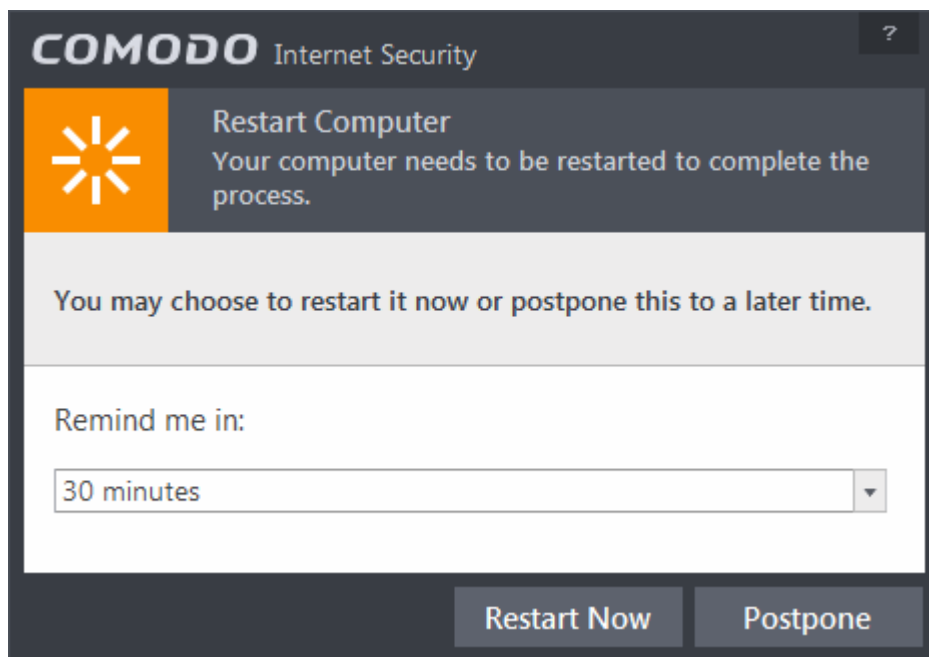 COMODO Internet Security
?
Restart Computer
Your computer needs to be restarted to complete the
process.
You may choose to restart it now or postpone this to a later time.
Remind me in:
30 minutes
Restart Now
Postpone